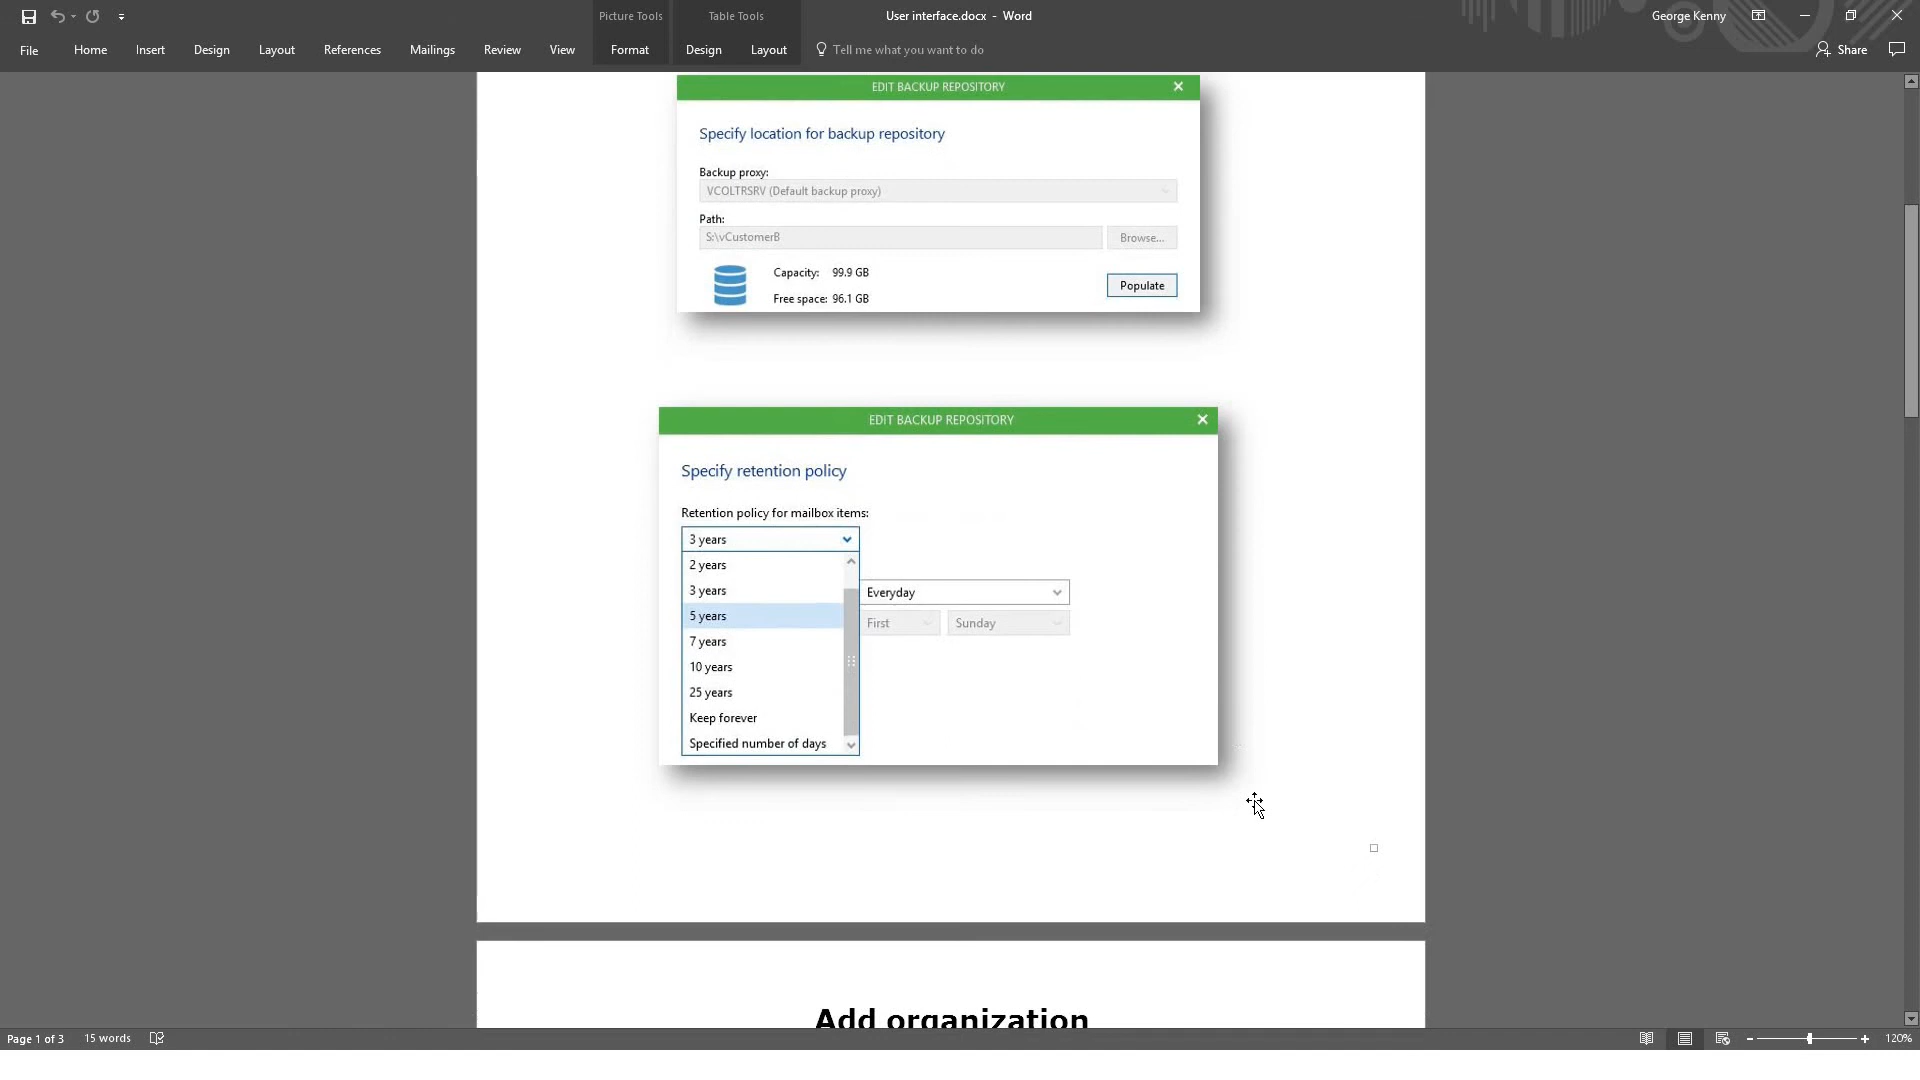 Picture Tools
Table Tools
User interface.docx - Word
George Kenny
File
Home
Insert
Design
Layout
References
Mailings
Review
View
Format
Design
Layout
Tell me what you want to do
Share
EDIT BACKUP REPOSITORY
Specify location for backup repository
Backup proxy:
VCOLTRSRV (Default backup proxy)
Path:
S:\vCustomerB
Browse...
Capacity: 99.9 GB
Free space: 96.1 GB
Populate
EDIT BACKUP REPOSITORY
Specify retention policy
Retention policy for mailbox items:
3 years
2 years
3 years
5 years
7 years
10 years
25 years
Keep forever
Specified number of days
Everyday
First
Sunday
Add organization
Page 1 of 3
15 words
120%